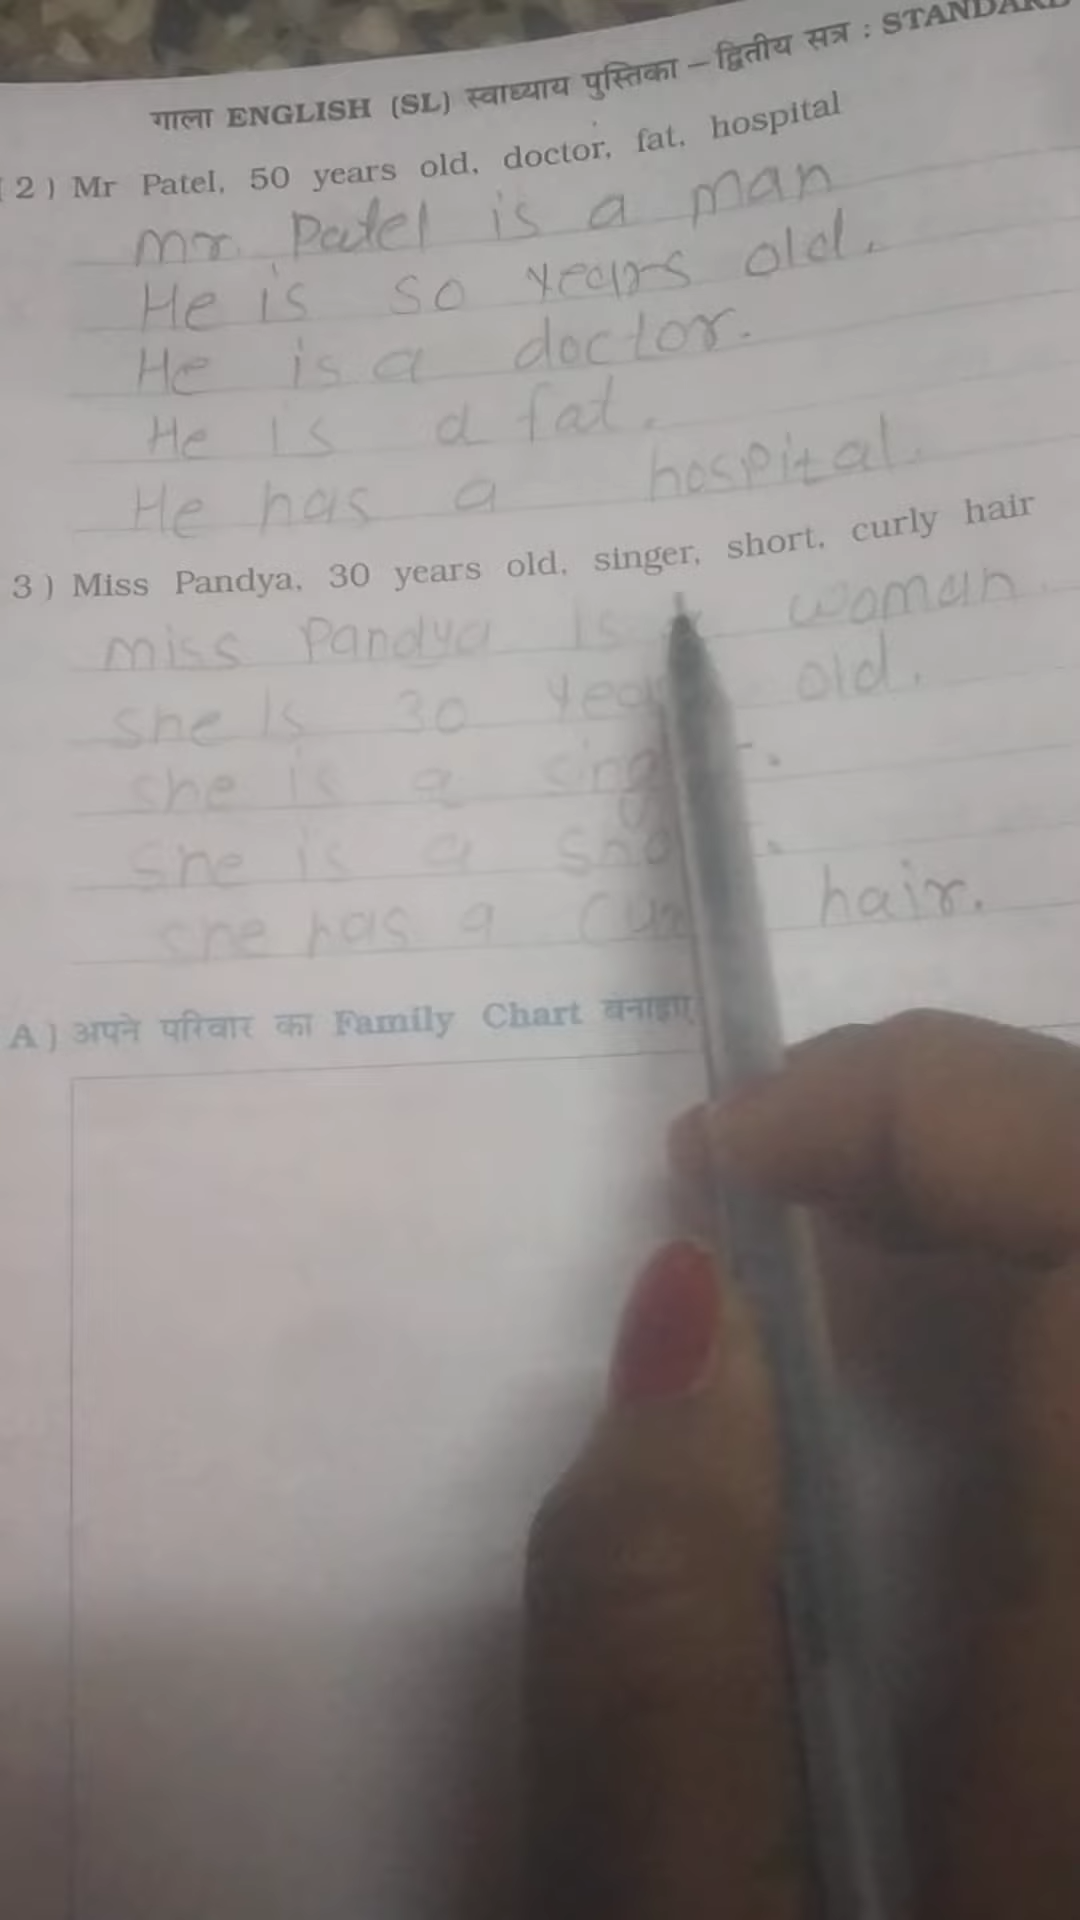 गाला ENGLISH (SL) स्वाध्याय पुस्तिका – द्वितीय सत्र : STANDARD
2) Mr Patel, 50 years old, doctor, fat, hospital
Mr. Patel is a man
He is 50 years old.
He is a doctor.
He is a fat.
He has a hospital.
3) Miss Pandya, 30 years old, singer, short, curly hair
miss Pandya is woman.
she is 30 old.
she is a
she is a
she has a hair.
A) अपने परिवार का Family Chart बनाइए